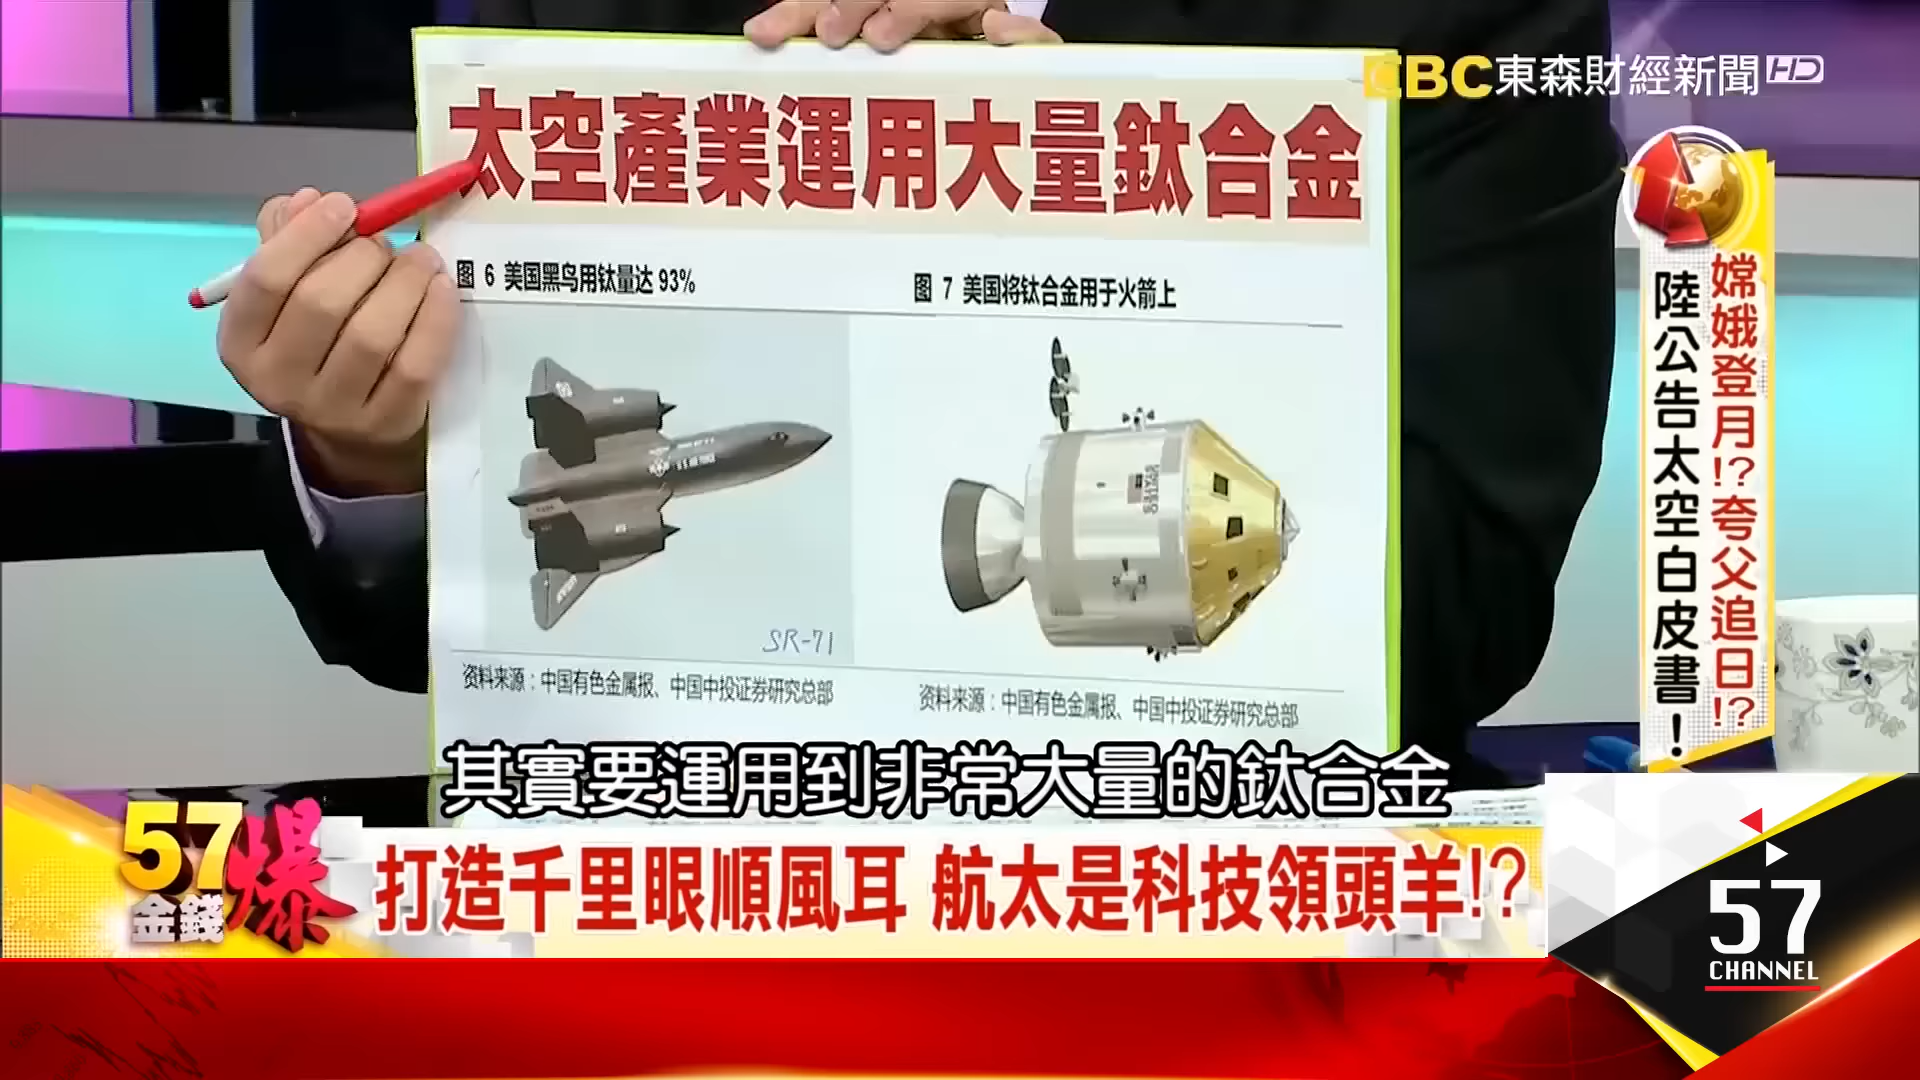 EBC東森財經新聞HD
太空產業運用大量鈦合金
图 6 美国黑鸟用钛量达 93%
图 7 美国将钛合金用于火箭上
SR-71
资料来源：中国有色金属报、中国中投证券研究总部
资料来源：中国有色金属报、中国中投证券研究总部
嫦娥登月!?夸父追日!?
陸公告太空白皮書！
其實要運用到非常大量的鈦合金
57金錢爆
打造千里眼順風耳 航太是科技領頭羊!?
57
CHANNEL